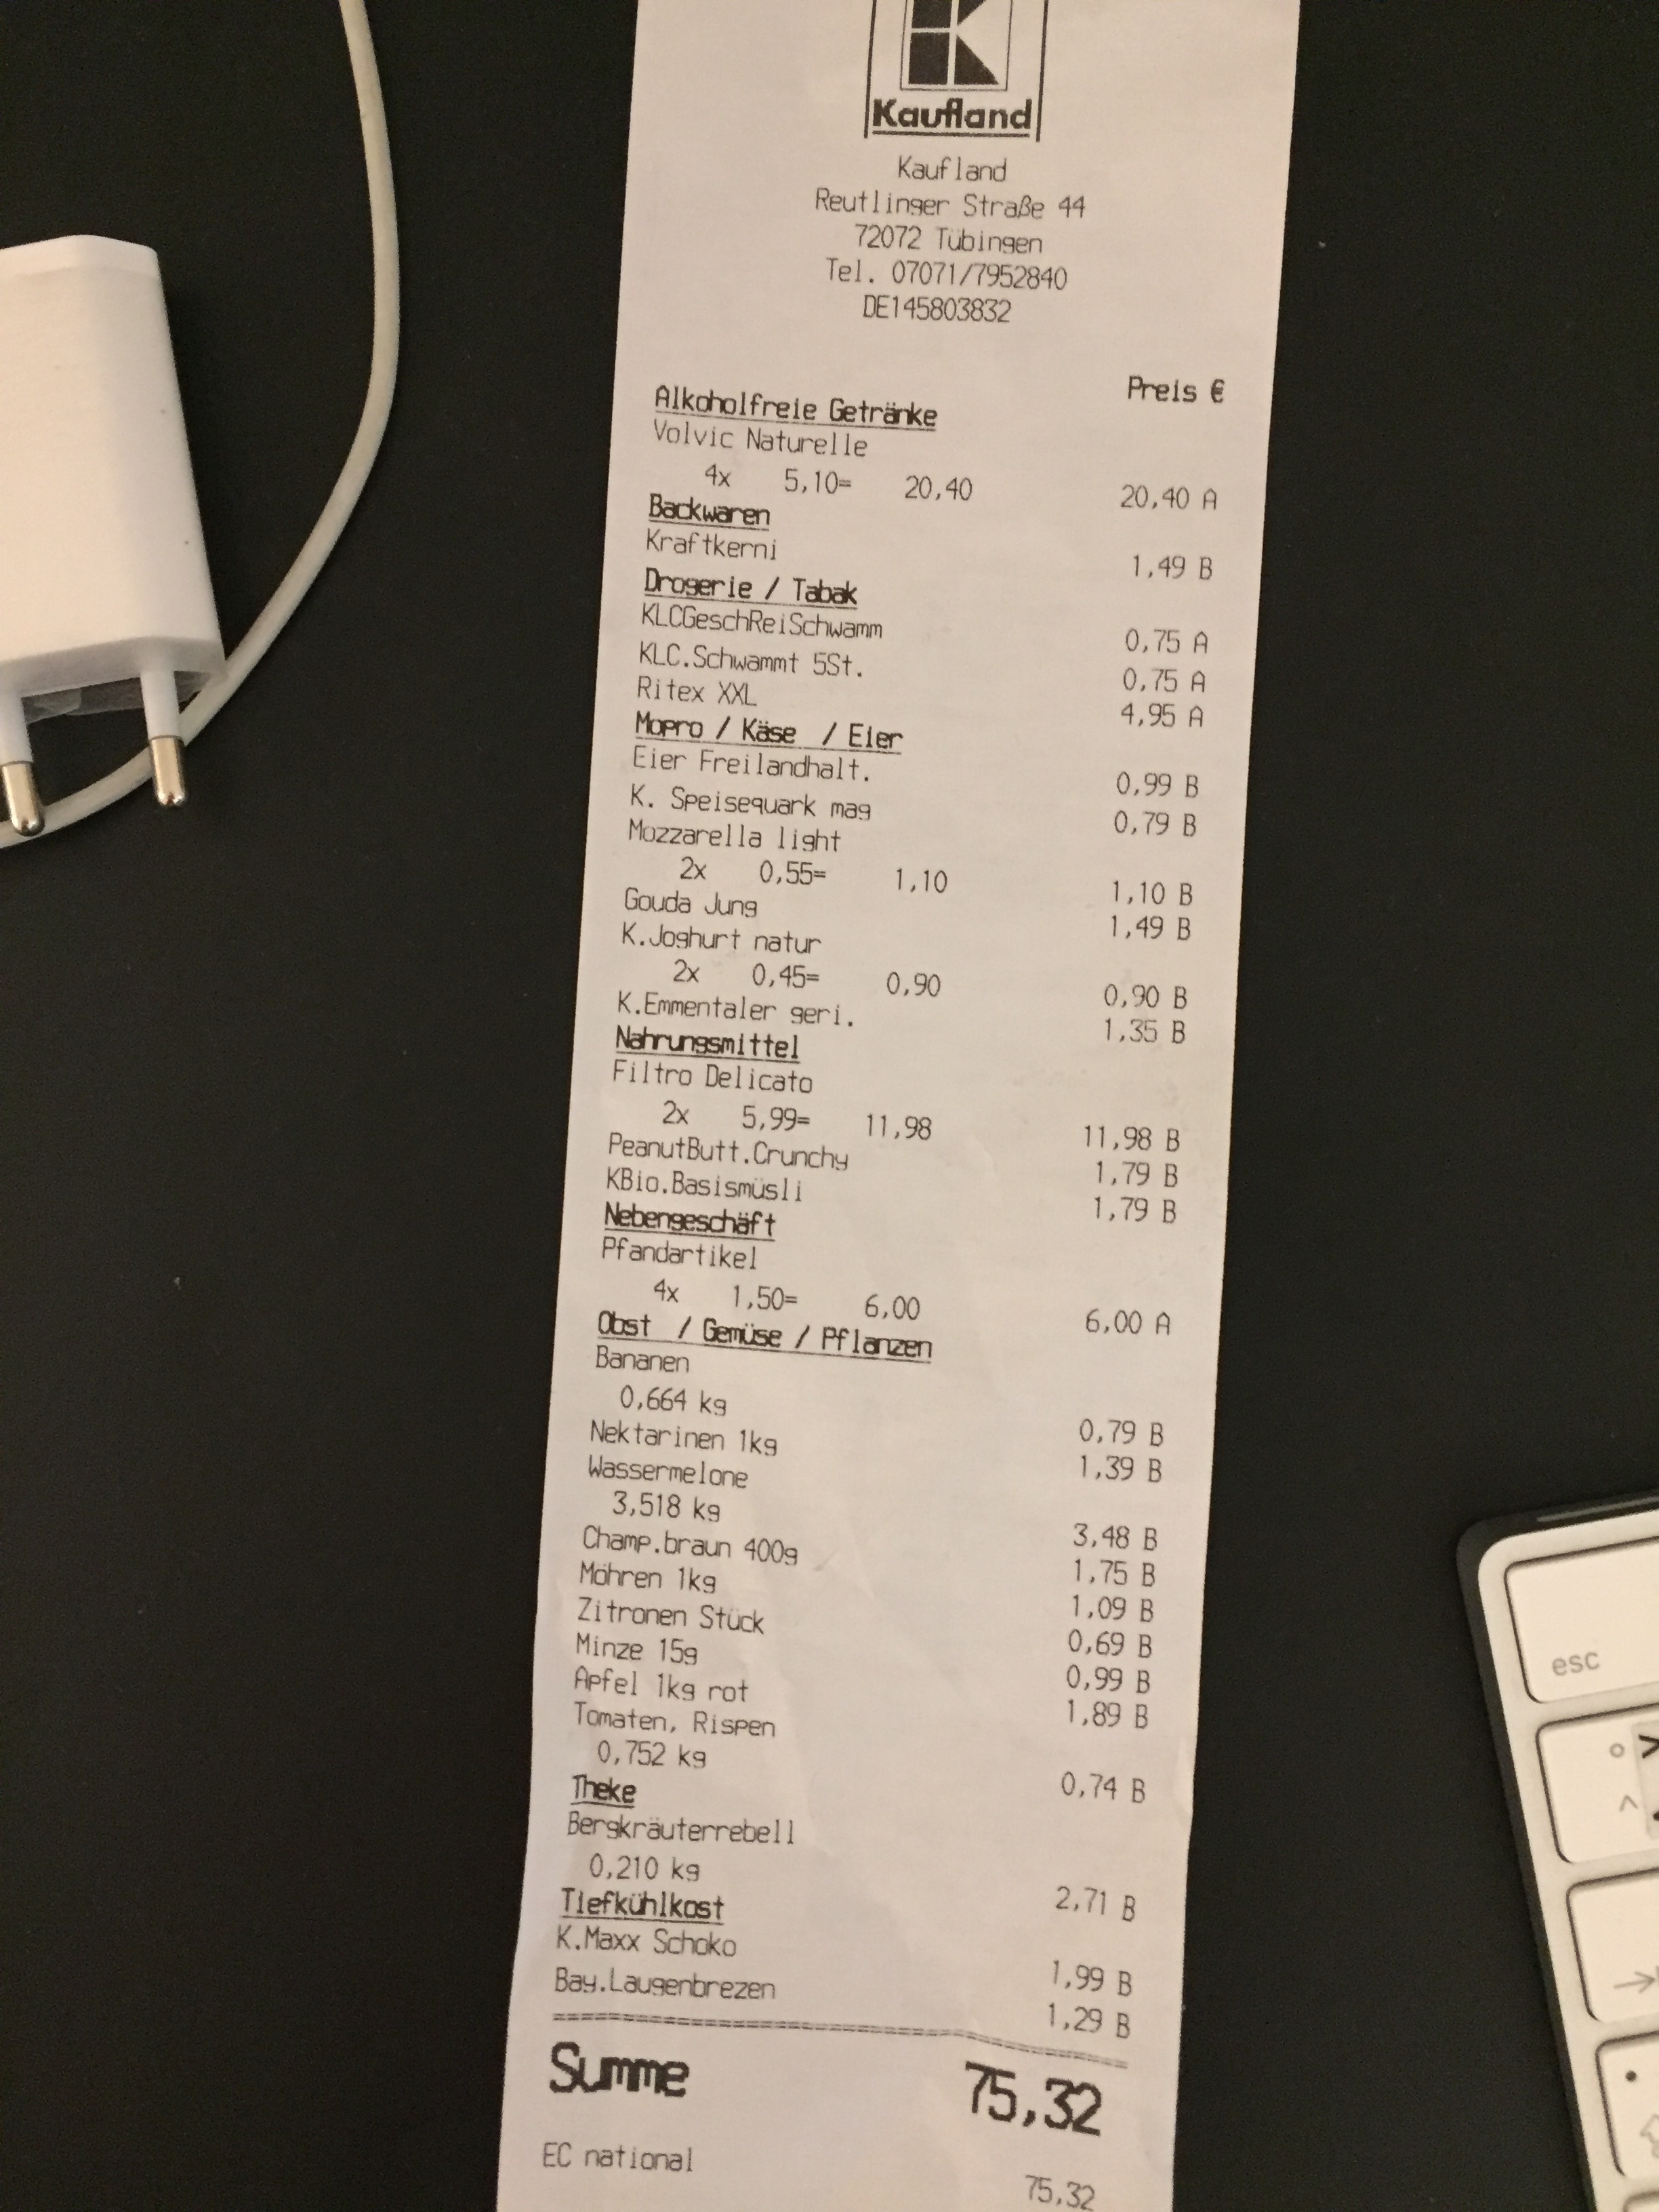 Kaufland
Kaufland
Reutlinger Straße 44
72072 Tübingen
Tel. 07071/7952840
DE145803832
Preis €
Alkoholfreie Getränke
Volvic Naturelle
4x 5,10= 20,40 20,40 A
Backwaren
Kraftkerni 1,49 B
Drogerie / Tabak
KLCGeschReiSchwamm 0,75 A
KLC.Schwammt 5St. 0,75 A
Ritex XXL 4,95 A
Mopro / Käse / Eier
Eier Freilandhalt. 0,99 B
K. Speisequark mag 0,79 B
Mozzarella light
2x 0,55= 1,10 1,10 B
Gouda Jung 1,49 B
K.Joghurt natur
2x 0,45= 0,90 0,90 B
K.Emmentaler geri. 1,35 B
Nahrungsmittel
Filtro Delicato
2x 5,99= 11,98 11,98 B
PeanutButt.Crunchy 1,79 B
KBio.Basismüsli 1,79 B
Nebengeschäft
Pfandartikel
4x 1,50= 6,00 6,00 A
Obst / Gemüse / Pflanzen
Bananen
0,664 kg 0,79 B
Nektarinen 1kg 1,39 B
Wassermelone
3,518 kg 3,48 B
Champ.braun 400g 1,75 B
Möhren 1kg 1,09 B
Zitronen Stück 0,69 B
Minze 15g 0,99 B
Apfel 1kg rot 1,89 B
Tomaten, Rispen
0,752 kg 0,74 B
Theke
Bergkräuterrebell
0,210 kg 2,71 B
Tiefkühlkost
K.Maxx Schoko 1,99 B
Bay.Laugenbrezen 1,29 B
Summe 75,32
EC national 75,32
esc